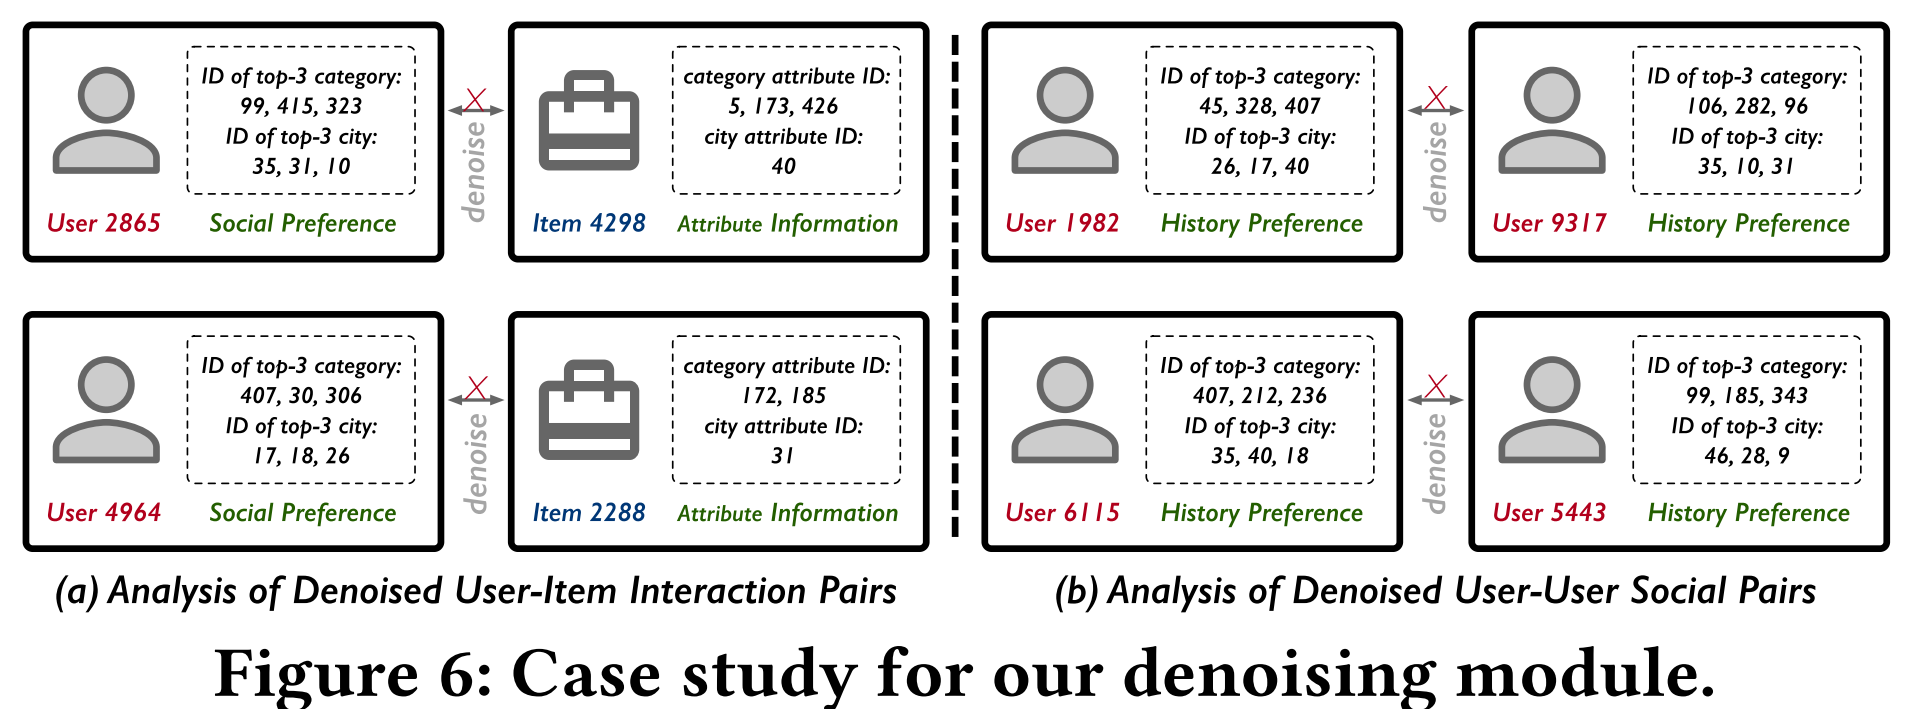 ID of top-3 category:
99, 415, 323
ID of top-3 city:
35, 31, 10
User 2865
Social Preference
denoise
category attribute ID:
5, 173, 426
city attribute ID:
40
Item 4298
Attribute Information
ID of top-3 category:
407, 30, 306
ID of top-3 city:
17, 18, 26
User 4964
Social Preference
denoise
category attribute ID:
172, 185
city attribute ID:
31
Item 2288
Attribute Information
(a) Analysis of Denoised User-Item Interaction Pairs
ID of top-3 category:
45, 328, 407
ID of top-3 city:
26, 17, 40
User 1982
History Preference
denoise
ID of top-3 category:
106, 282, 96
ID of top-3 city:
35, 10, 31
User 9317
History Preference
ID of top-3 category:
407, 212, 236
ID of top-3 city:
35, 40, 18
User 6115
History Preference
denoise
ID of top-3 category:
99, 185, 343
ID of top-3 city:
46, 28, 9
User 5443
History Preference
(b) Analysis of Denoised User-User Social Pairs
Figure 6: Case study for our denoising module.